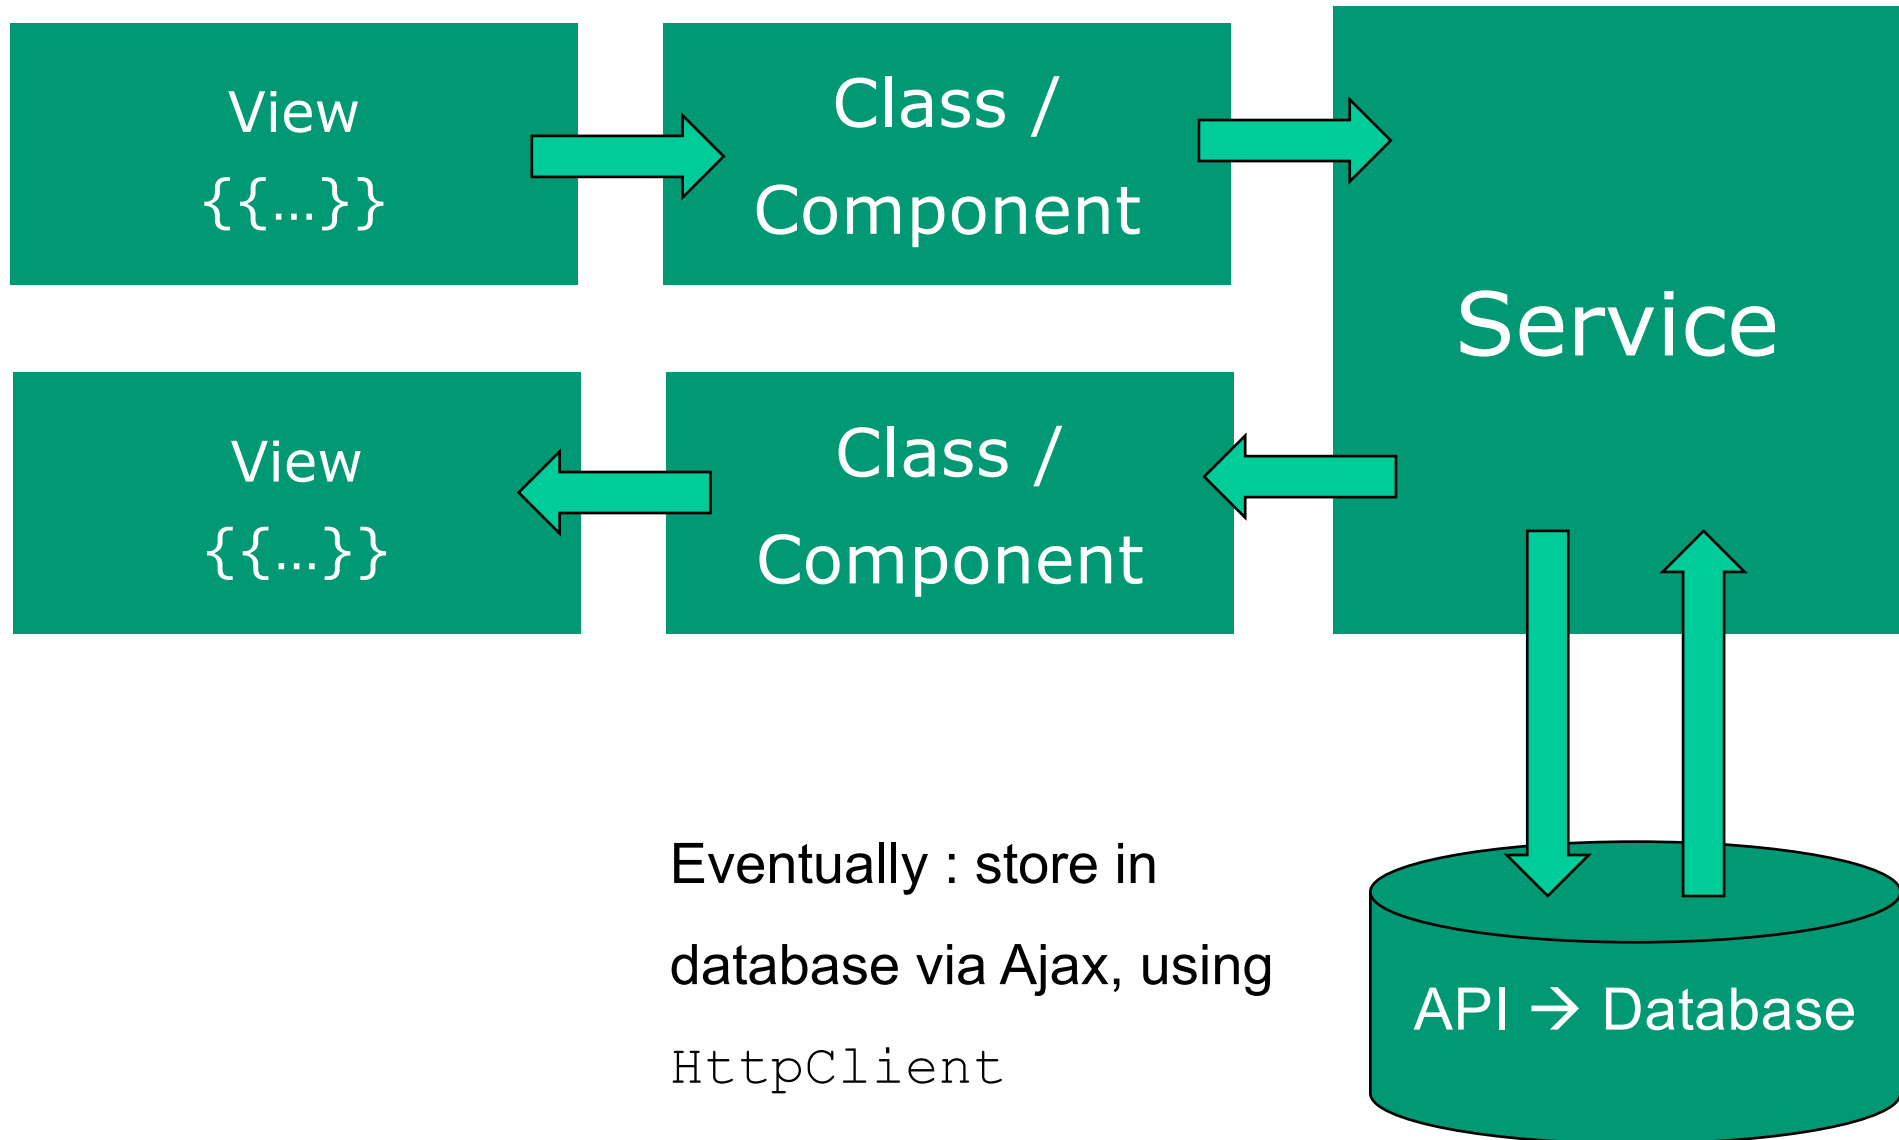 View
{{…}}
Class /
Component
Service
View
{{…}}
Class /
Component
Eventually : store in
database via Ajax, using
HttpClient
API → Database